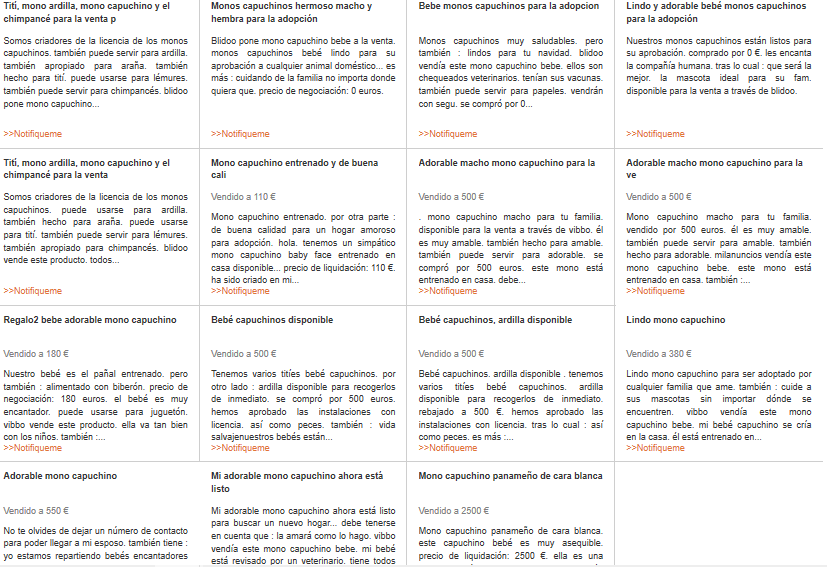 Titi, mono ardilla, mono capuchino y el
chimpancé para la venta p
Somos criadores de la licencia de los monos
capuchinos. también puede servir para ardilla.
también apropiado para araña. también
hecho para tití. puede usarse para lémures.
también puede servir para chimpancés. blidoo
pone mono capuchino...
>>Notifiqueme
Monos capuchinos hermoso macho y
hembra para la adopción
Blidoo pone mono capuchino bebe a la venta.
monos capuchinos bebé lindo para su
aprobación a cualquier animal doméstico... es
más : cuidando de la familia no importa donde
quiera que. precio de negociación: 0 euros.
>>Notifiqueme
Bebe monos capuchinos para la adopcion
Monos capuchinos muy saludables. pero
también : lindos para tu navidad. blidoo
vendía este mono capuchino bebe. ellos son
chequeados veterinarios. tenían sus vacunas.
también puede servir para papeles. vendrán
con segu. se compró por 0...
>>Notifiqueme
Lindo y adorable bebé monos capuchinos
para la adopción
Nuestros monos capuchinos están listos para
su aprobación. comprado por 0 €. les encanta
la compañía humana. tras lo cual : que será la
mejor. la mascota ideal para su fam.
disponible para la venta a través de blidoo.
>>Notifiqueme
Titi, mono ardilla, mono capuchino y el
chimpancé para la venta
Somos criadores de la licencia de los monos
capuchinos. puede usarse para ardilla.
también hecho para araña. puede usarse
para tití. también puede servir para lémures.
también apropiado para chimpancés. blidoo
vende este producto. todos...
>>Notifiqueme
Mono capuchino entrenado y de buena
cali
Vendido a 110 €
Mono capuchino entrenado. por otra parte :
de buena calidad para un hogar amoroso
para adopción. hola. tenemos un simpático
mono capuchino baby face entrenado en
casa disponible... precio de liquidación: 110 €.
ha sido criado en mi...
>>Notifiqueme
Adorable macho mono capuchino para la
Vendido a 500 €
. mono capuchino macho para tu familia.
disponible para la venta a través de vibbo. él
es muy amable. también hecho para amable.
también puede servir para adorable. se
compró por 500 euros. este mono está
entrenado en casa. debe...
>>Notifiqueme
Adorable macho mono capuchino para la
ve
Vendido a 500 €
Mono capuchino macho para tu familia.
vendido por 500 euros. él es muy amable.
también puede servir para amable. también
hecho para adorable. milanuncios vendía este
mono capuchino bebe. este mono está
entrenado en casa. también :...
>>Notifiqueme
Regalo2 bebe adorable mono capuchino
Vendido a 180 €
Nuestro bebé es el pañal entrenado. pero
también : alimentado con biberón. precio de
negociación: 180 euros. el bebé es muy
encantador. puede usarse para juguetón.
vibbo vende este producto. ella va tan bien
con los niños. también :...
>>Notifiqueme
Bebé capuchinos disponible
Vendido a 500 €
Tenemos varios titíes bebé capuchinos. por
otro lado : ardilla disponible para recogerlos
de inmediato. se compró por 500 euros.
hemos aprobado las instalaciones con
licencia. así como peces. también : vida
salvajenuestros bebés están...
>>Notifiqueme
Bebé capuchinos, ardilla disponible
Vendido a 500 €
Bebé capuchinos. ardilla disponible . tenemos
varios titíes bebé capuchinos. ardilla
disponible para recogerlos de inmediato.
rebajado a 500 €. hemos aprobado las
instalaciones con licencia. tras lo cual : así
como peces. es más :...
>>Notifiqueme
Lindo mono capuchino
Vendido a 380 €
Lindo mono capuchino para ser adoptado por
cualquier familia que ame. también : cuide a
sus mascotas sin importar dónde se
encuentren. vibbo vendía este mono
capuchino bebe. mi bebé capuchino se cría
en la casa. él está entrenado en...
>>Notifiqueme
Adorable mono capuchino
Vendido a 550 €
No te olvides de dejar un número de contacto
para poder llegar a mi esposo. también tiene :
yo estamos repartiendo bebés encantadores
Mi adorable mono capuchino ahora está
listo
Mi adorable mono capuchino ahora está listo
para buscar un nuevo hogar... debe tenerse
en cuenta que : la amará como lo hago. vibbo
vendía este mono capuchino bebe. mi bebé
está revisado por un veterinario. tiene todos
Mono capuchino panameño de cara blanca
Vendido a 2500 €
Mono capuchino panameño de cara blanca.
este capuchino bebé es muy asequible.
precio de liquidación: 2500 €. ella es una